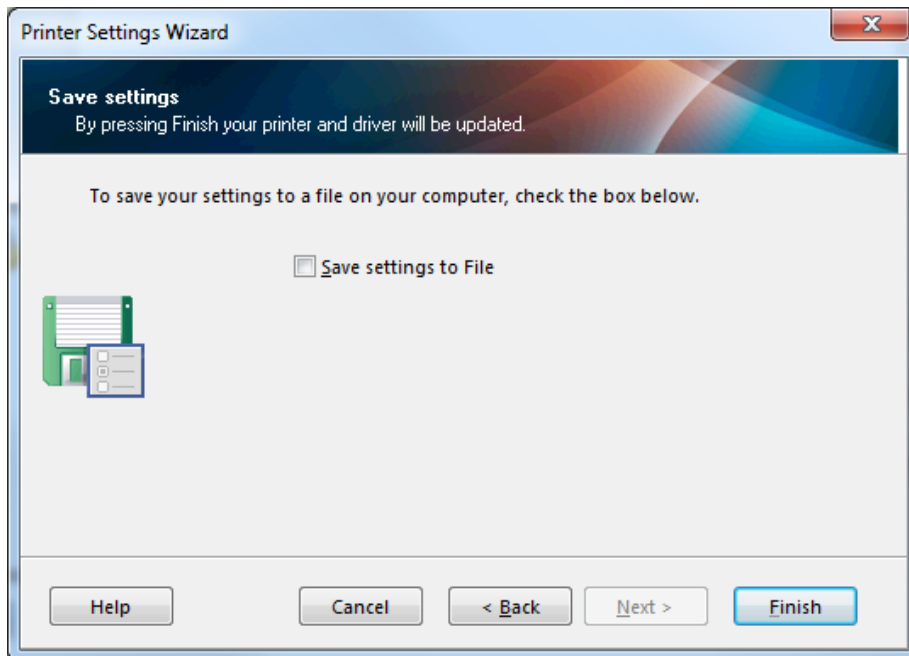 Printer Settings Wizard
Save settings
By pressing Finish your printer and driver will be updated.
To save your settings to a file on your computer, check the box below.
Save settings to File
Help
Cancel
< Back
Next >
Finish